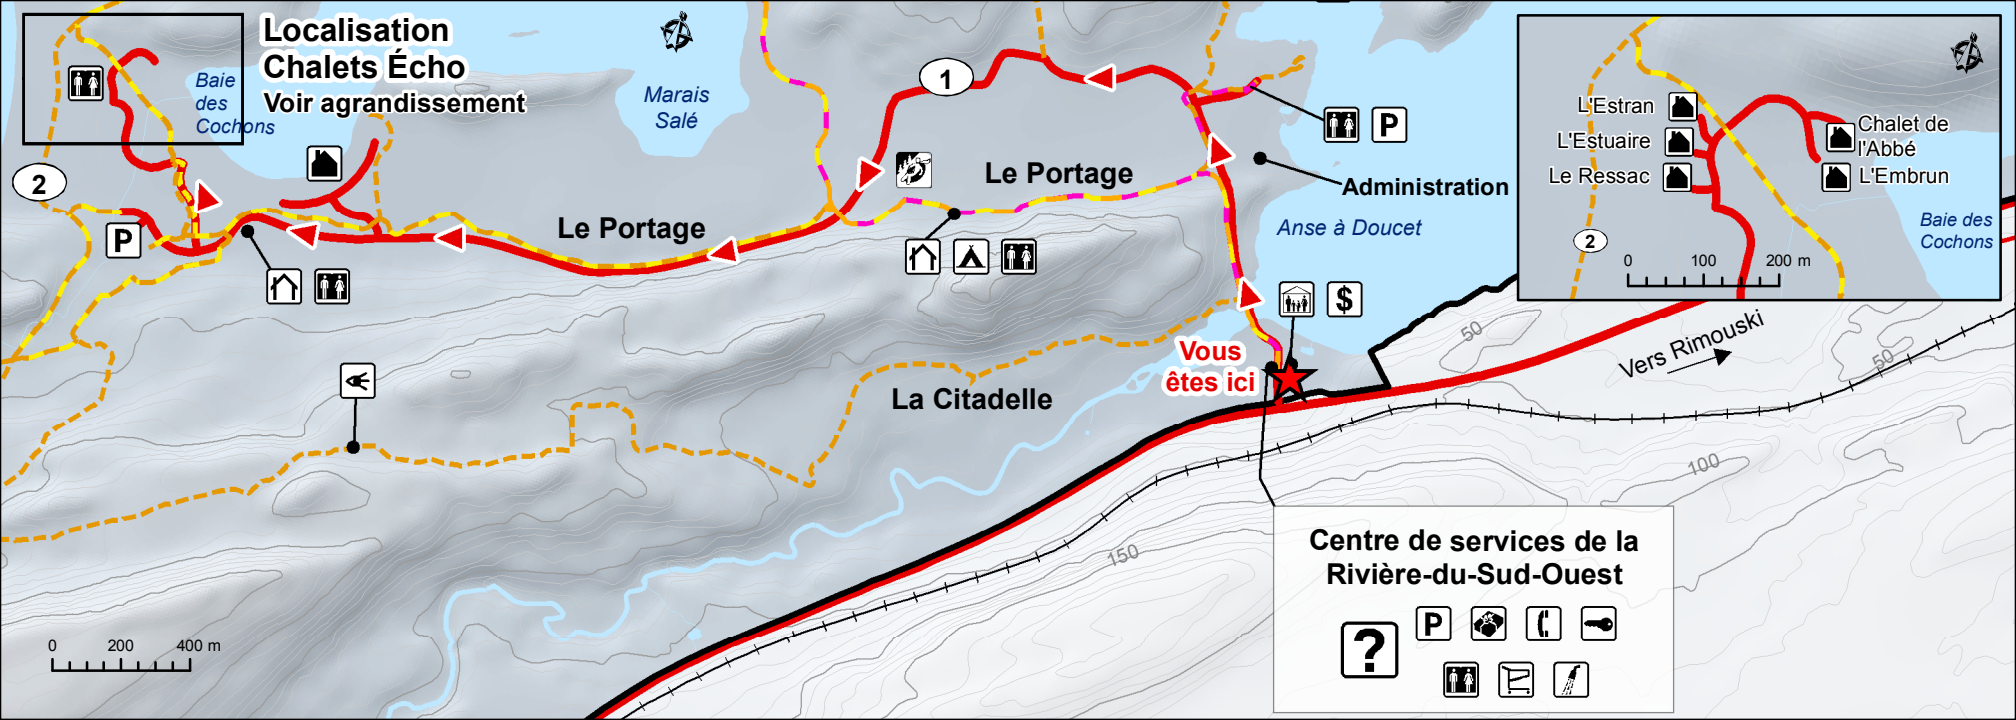 Localisation
Chalets Écho
Voir agrandissement
Baie
des
Cochons
Marais
Salé
1
2
P
P
Le Portage
Le Portage
Administration
Anse à Doucet
$
Vous
êtes ici
La Citadelle
L'Estran
L'Estuaire
Le Ressac
Chalet de
l'Abbé
L'Embrun
Baie des
Cochons
2
0 100 200 m
Vers Rimouski
50
50
100
150
Centre de services de la
Rivière-du-Sud-Ouest
?
P
0 200 400 m